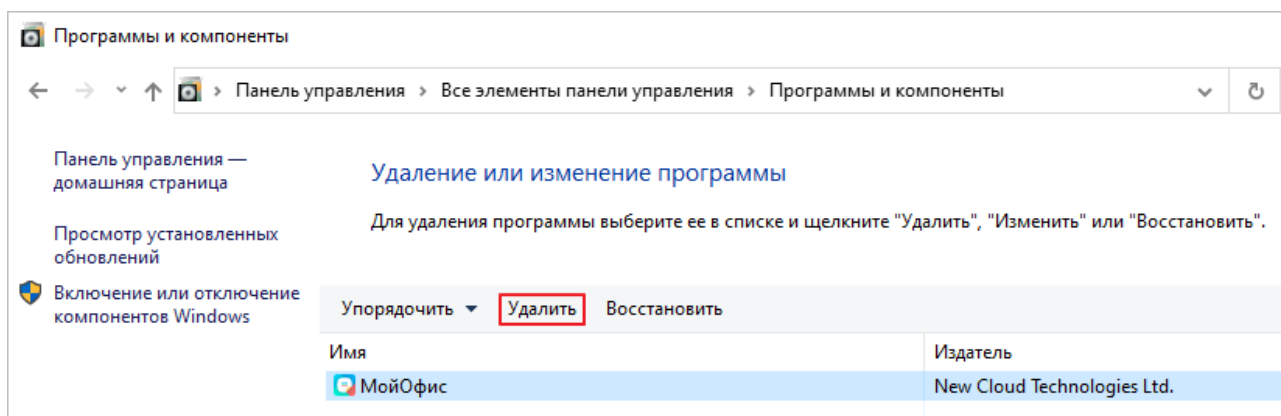 Программы и компоненты
Панель управления › Все элементы панели управления › Программы и компоненты
Панель управления —
домашняя страница
Просмотр установленных
обновлений
Включение или отключение
компонентов Windows
Удаление или изменение программы
Для удаления программы выберите ее в списке и щелкните "Удалить", "Изменить" или "Восстановить".
Упорядочить Удалить Восстановить
Имя Издатель
МойОфис New Cloud Technologies Ltd.